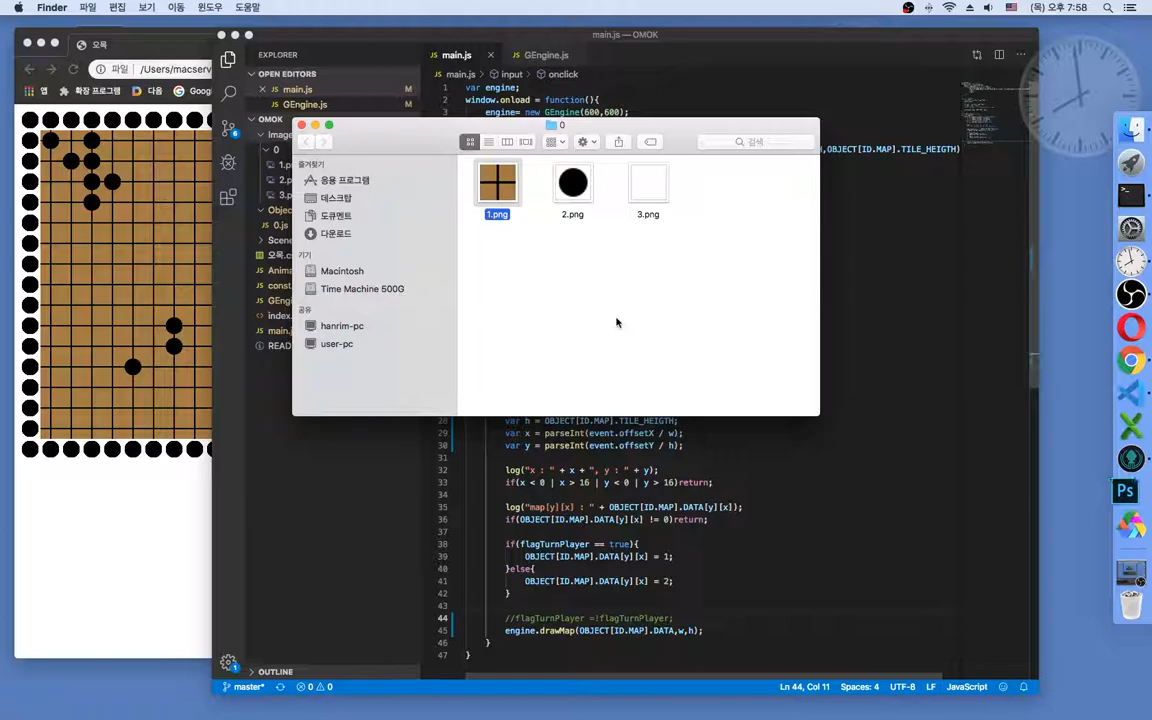 Finder 파일 편집 보기 이동 윈도우 도움말
(목) 오후 7:58
오목
파일 /Users/macserv
앱 확장 프로그램 다음 Googl
main.js — OMOK
EXPLORER
OPEN EDITORS
main.js M
GEngine.js M
OMOK
Image
0
1.p
2.p
3.p
Objec
0.js
Scene
오목.c
Anima
const.
GEngi
index.
main.j
READ
OUTLINE
main.js GEngine.js
main.js input onclick
1 var engine;
2 window.onload = function(){
3 engine= new GEngine(600,600);
,OBJECT[ID.MAP].TILE_HEIGTH)
0
검색
즐겨찾기
응용 프로그램
데스크탑
도큐멘트
다운로드
기기
Macintosh
Time Machine 500G
공유
hanrim-pc
user-pc
1.png
2.png
3.png
28 var h = OBJECT[ID.MAP].TILE_HEIGTH;
29 var x = parseInt(event.offsetX / w);
30 var y = parseInt(event.offsetY / h);
31
32 log("x : " + x + ", y : " + y);
33 if(x < 0 | x > 16 | y < 0 | y > 16)return;
34
35 log("map[y][x] : " + OBJECT[ID.MAP].DATA[y][x]);
36 if(OBJECT[ID.MAP].DATA[y][x] != 0)return;
37
38 if(flagTurnPlayer == true){
39 OBJECT[ID.MAP].DATA[y][x] = 1;
40 }else{
41 OBJECT[ID.MAP].DATA[y][x] = 2;
42 }
43
44 //flagTurnPlayer =!flagTurnPlayer;
45 engine.drawMap(OBJECT[ID.MAP].DATA,w,h);
46 }
47 }
6
1
master* 0 0
Ln 44, Col 11 Spaces: 4 UTF-8 LF JavaScript
Ps